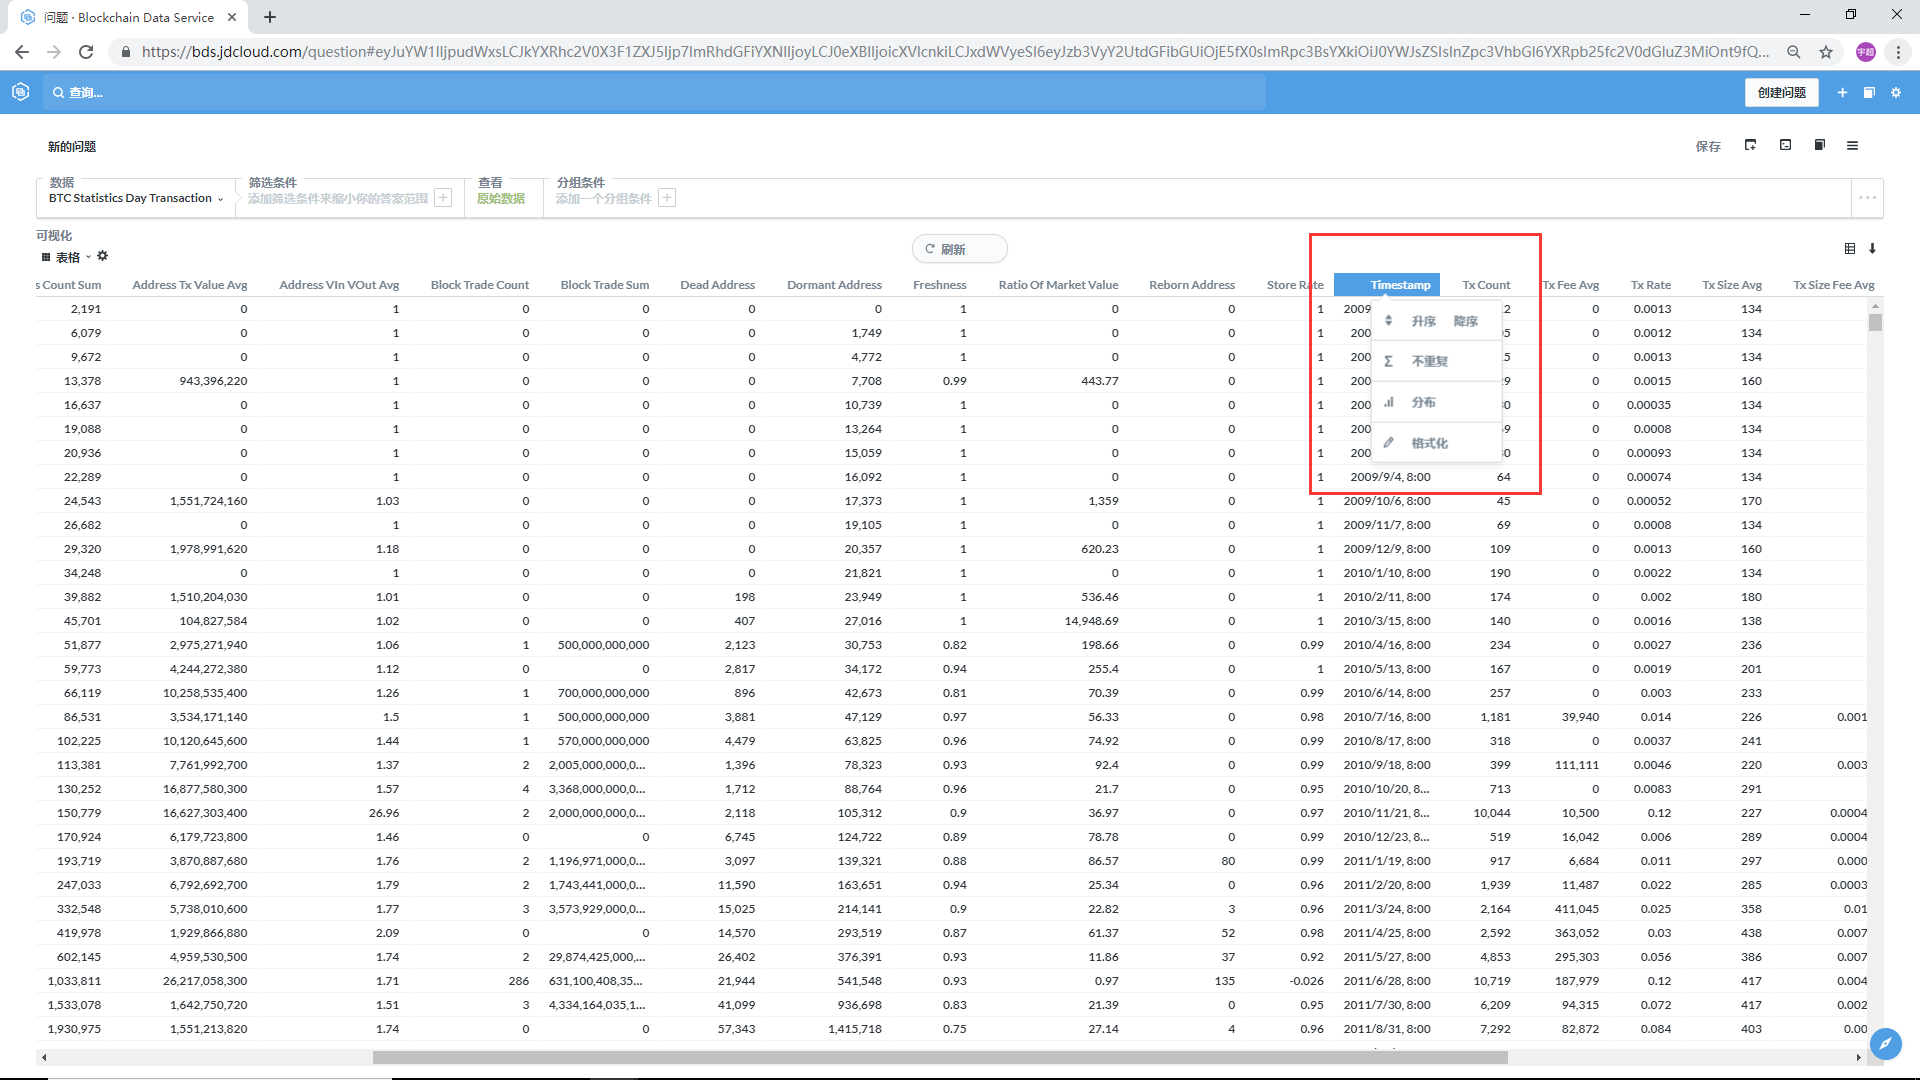 问题 · Blockchain Data Service
https://bds.jdcloud.com/question#eyJuYW1lIjpudWxsLCJkYXRhc2V0X3F1ZXJ5Ijp7ImRhdGFiYXNlIjoyLCJ0eXBlIjoicXVlcnkiLCJxdWVyeSI6eyJzb3VyY2UtdGFibGUiOjE5fX0sImRpc3BsYXkiOiJ0YWJsZSIsInZpc3VhbGl6YXRpb25fc2V0dGluZ3MiOnt9fQ...
宇超
查询...
创建问题
新的问题
保存
数据 筛选条件 查看 分组条件
BTC Statistics Day Transaction 添加筛选条件来缩小你的答案范围 原始数据 添加一个分组条件
可视化
表格
刷新
s Count Sum Address Tx Value Avg Address VIn VOut Avg Block Trade Count Block Trade Sum Dead Address Dormant Address Freshness Ratio Of Market Value Reborn Address Store Rate Timestamp Tx Count Tx Fee Avg Tx Rate Tx Size Avg Tx Size Fee Avg
2,191 0 1 0 0 0 0 1 0 0 1 2009 2 0 0.0013 134
6,079 0 1 0 0 0 1,749 1 0 0 1 200 5 0 0.0012 134
9,672 0 1 0 0 0 4,772 1 0 0 1 200 5 0 0.0013 134
13,378 943,396,220 1 0 0 0 7,708 0.99 443.77 0 1 200 9 0 0.0015 160
16,637 0 1 0 0 0 10,739 1 0 0 1 200 0 0 0.00035 134
19,088 0 1 0 0 0 13,264 1 0 0 1 200 9 0 0.0008 134
20,936 0 1 0 0 0 15,059 1 0 0 1 200 0 0 0.00093 134
升序 降序
不重复
分布
格式化
22,289 0 1 0 0 0 16,092 1 0 0 1 2009/9/4, 8:00 64 0 0.00074 134
24,543 1,551,724,160 1.03 0 0 0 17,373 1 1,359 0 1 2009/10/6, 8:00 45 0 0.00052 170
26,682 0 1 0 0 0 19,105 1 0 0 1 2009/11/7, 8:00 69 0 0.0008 134
29,320 1,978,991,620 1.18 0 0 0 20,357 1 620.23 0 1 2009/12/9, 8:00 109 0 0.0013 160
34,248 0 1 0 0 0 21,821 1 0 0 1 2010/1/10, 8:00 190 0 0.0022 134
39,882 1,510,204,030 1.01 0 0 198 23,949 1 536.46 0 1 2010/2/11, 8:00 174 0 0.002 180
45,701 104,827,584 1.02 0 0 407 27,016 1 14,948.69 0 1 2010/3/15, 8:00 140 0 0.0016 138
51,877 2,975,271,940 1.06 1 500,000,000,000 2,123 30,753 0.82 198.66 0 0.99 2010/4/16, 8:00 234 0 0.0027 236
59,773 4,244,272,380 1.12 0 0 2,817 34,172 0.94 255.4 0 1 2010/5/13, 8:00 167 0 0.0019 201
66,119 10,258,535,400 1.26 1 700,000,000,000 896 42,673 0.81 70.39 0 0.99 2010/6/14, 8:00 257 0 0.003 233
86,531 3,534,171,140 1.5 1 500,000,000,000 3,881 47,129 0.97 56.33 0 0.98 2010/7/16, 8:00 1,181 39,940 0.014 226 0.001
102,225 10,120,645,600 1.44 1 570,000,000,000 4,479 63,825 0.96 74.92 0 0.99 2010/8/17, 8:00 318 0 0.0037 241
113,381 7,761,992,700 1.37 2 2,005,000,000,0... 1,396 78,323 0.93 92.4 0 0.99 2010/9/18, 8:00 399 111,111 0.0046 220 0.003
130,252 16,877,580,300 1.57 4 3,368,000,000,0... 1,712 88,764 0.96 21.7 0 0.95 2010/10/20, 8... 713 0 0.0083 291
150,779 16,627,303,400 26.96 2 2,000,000,000,0... 2,118 105,312 0.9 36.97 0 0.97 2010/11/21, 8... 10,044 10,500 0.12 227 0.0004
170,924 6,179,723,800 1.46 0 0 6,745 124,722 0.89 78.78 0 0.99 2010/12/23, 8... 519 16,042 0.006 289 0.0004
193,719 3,870,887,680 1.76 2 1,196,971,000,0... 3,097 139,321 0.88 86.57 80 0.99 2011/1/19, 8:00 917 6,684 0.011 297 0.000
247,033 6,792,692,700 1.79 2 1,743,441,000,0... 11,590 163,651 0.94 25.34 0 0.96 2011/2/20, 8:00 1,939 11,487 0.022 285 0.0003
332,548 5,738,010,600 1.77 3 3,573,929,000,0... 15,025 214,141 0.9 22.82 3 0.96 2011/3/24, 8:00 2,164 411,045 0.025 358 0.01
419,978 1,929,866,880 2.09 0 0 14,570 293,519 0.87 61.37 52 0.98 2011/4/25, 8:00 2,592 363,052 0.03 438 0.007
602,145 4,959,530,500 1.74 2 29,874,425,000,... 26,402 376,391 0.93 11.86 37 0.92 2011/5/27, 8:00 4,853 295,303 0.056 386 0.007
1,033,811 26,217,058,300 1.71 286 631,100,408,35... 21,944 541,548 0.93 0.97 135 -0.026 2011/6/28, 8:00 10,719 187,979 0.12 417 0.004
1,533,078 1,642,750,720 1.51 3 4,334,164,035,1... 41,099 936,698 0.83 21.39 0 0.95 2011/7/30, 8:00 6,209 94,315 0.072 417 0.002
1,930,975 1,551,213,820 1.74 0 0 57,343 1,415,718 0.75 27.14 4 0.96 2011/8/31, 8:00 7,292 82,872 0.084 403 0.00